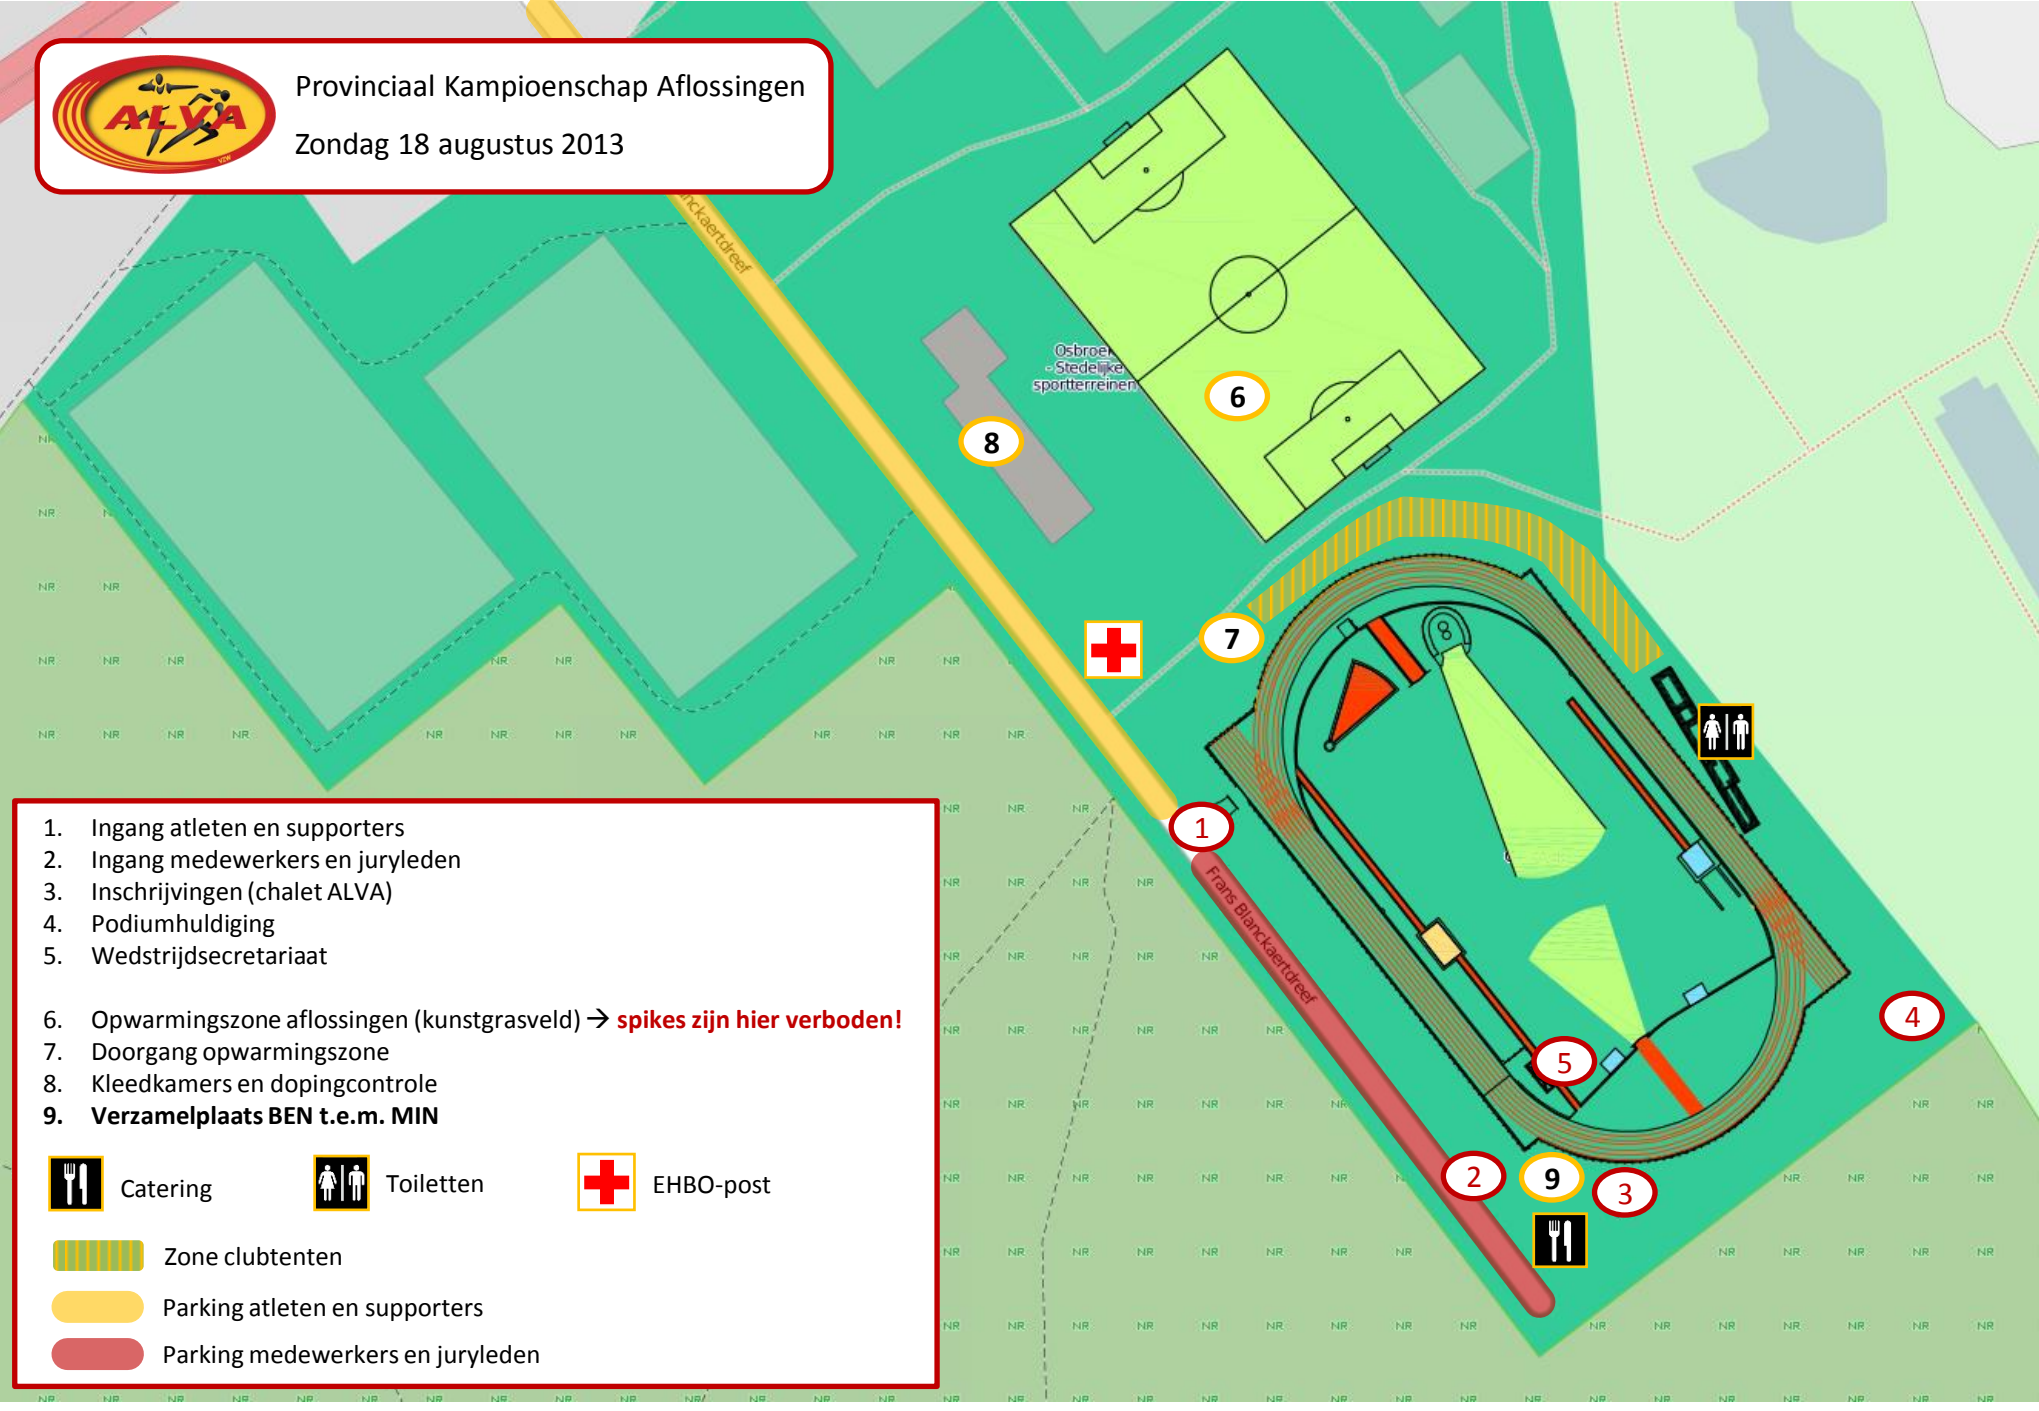 ALVA
VZW
Provinciaal Kampioenschap Aflossingen
Zondag 18 augustus 2013
nckaertdreef
Osbroek
- Stedelijke
sportterreinen
6
8
7
1
Frans Blanckaertdreef
4
5
2
9
3
1. Ingang atleten en supporters
2. Ingang medewerkers en juryleden
3. Inschrijvingen (chalet ALVA)
4. Podiumhuldiging
5. Wedstrijdsecretariaat
6. Opwarmingszone aflossingen (kunstgrasveld) → spikes zijn hier verboden!
7. Doorgang opwarmingszone
8. Kleedkamers en dopingcontrole
9. Verzamelplaats BEN t.e.m. MIN
Catering
Toiletten
EHBO-post
Zone clubtenten
Parking atleten en supporters
Parking medewerkers en juryleden